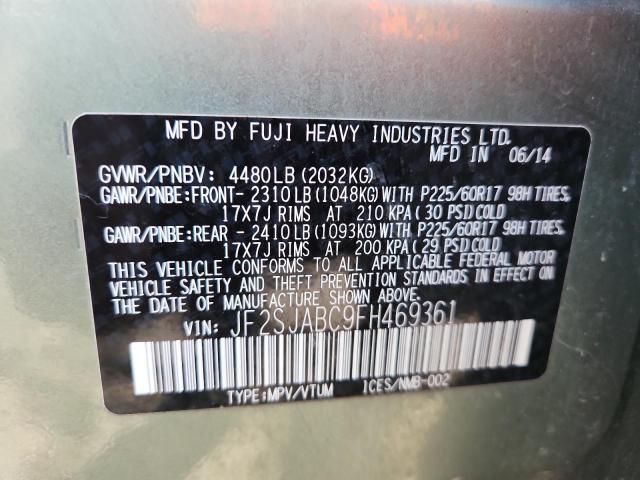 MFD BY FUJI HEAVY INDUSTRIES LTD.
MFD IN 06/14
GVWR/PNBV: 4480LB (2032KG)
GAWR/PNBE:FRONT- 2310LB (1048KG) WITH P225/60R17 98H TIRES,
17X7J RIMS AT 210 KPA (30 PSI) COLD
GAWR/PNBE:REAR - 2410LB (1093KG) WITH P225/60R17 98H TIRES,
17X7J RIMS AT 200 KPA (29 PSI) COLD
THIS VEHICLE CONFORMS TO ALL APPLICABLE FEDERAL MOTOR
VEHICLE SAFETY AND THEFT PREVENTION STANDARDS IN EFFECT ON
THE DATE OF MANUFACTURE SHOWN ABOVE.
VIN: JF2SJABC9FH469361
TYPE:MPV/VTUM ICES/NMB-002